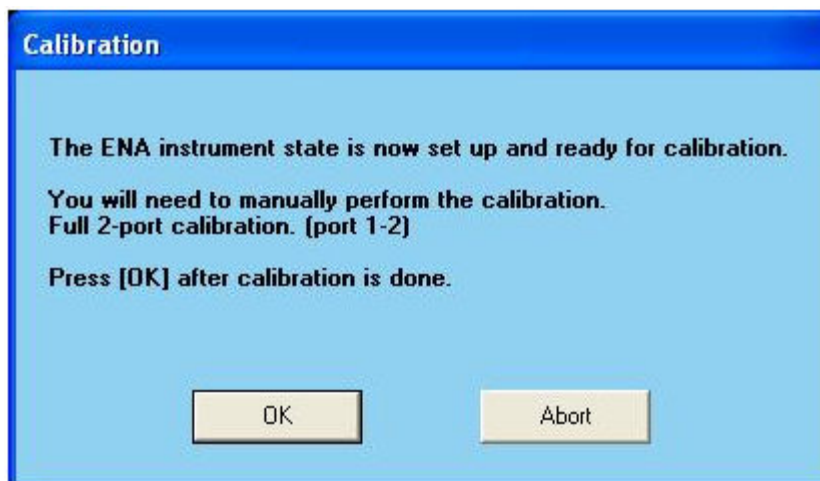 Calibration
The ENA instrument state is now set up and ready for calibration.
You will need to manually perform the calibration.
Full 2-port calibration. (port 1-2)
Press [OK] after calibration is done.
OK
Abort